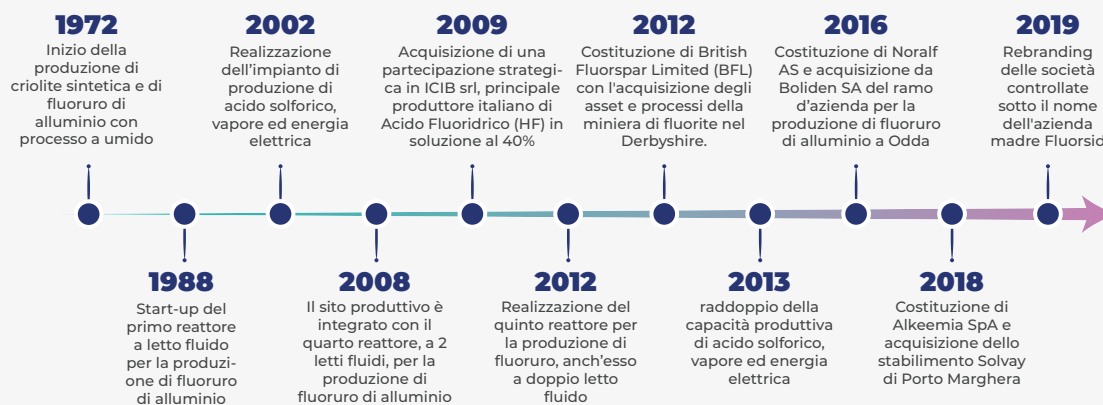 1972
Inizio della
produzione di
criolite sintetica e di
fluoruro di
alluminio con
processo a umido
1988
Start-up del
primo reattore
a letto fluido
per la produzi-
one di fluoruro
di alluminio
2002
Realizzazione
dell'impianto di
produzione di
acido solforico,
vapore ed energia
elettrica
2008
Il sito produttivo è
integrato con il
quarto reattore, a 2
letti fluidi, per la
produzione di
fluoruro di alluminio
2009
Acquisizione di una
partecipazione strategi-
ca in ICIB srl, principale
produttore italiano di
Acido Fluoridrico (HF) in
soluzione al 40%
2012
Realizzazione del
quinto reattore per
la produzione di
fluoruro, anch'esso
a doppio letto
fluido
2012
Costituzione di British
Fluorspar Limited (BFL)
con l'acquisizione degli
asset e processi della
miniera di fluorite nel
Derbyshire.
2013
raddoppio della
capacità produttiva
di acido solforico,
vapore ed energia
elettrica
2016
Costituzione di Noralf
AS e acquisizione da
Boliden SA del ramo
d'azienda per la
produzione di fluoruro
di alluminio a Odda
2018
Costituzione di
Alkeemia SpA e
acquisizione dello
stabilimento Solvay
di Porto Marghera
2019
Rebranding
delle società
controllate
sotto il nome
dell'azienda
madre Fluorsid